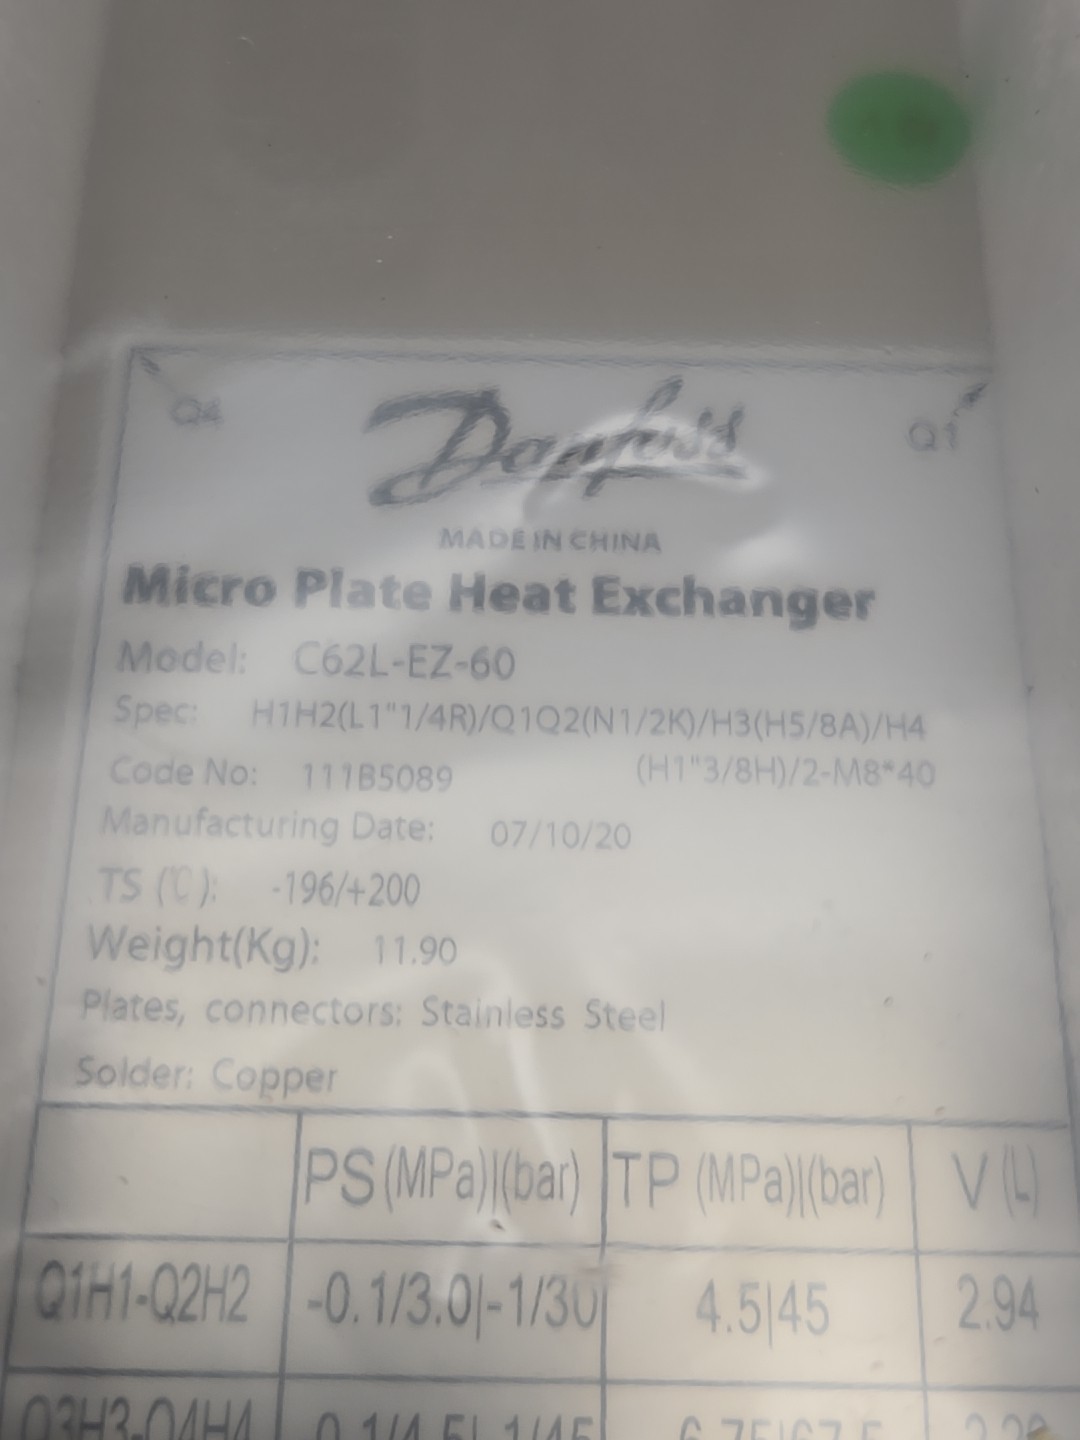 Q4
Danfoss
Q1
MADE IN CHINA
Micro Plate Heat Exchanger
Model: C62L-EZ-60
Spec: H1H2(L1"1/4R)/Q1Q2(N1/2K)/H3(H5/8A)/H4
(H1"3/8H)/2-M8*40
Code No: 111B5089
Manufacturing Date: 07/10/20
TS (℃): -196/+200
Weight(Kg): 11.90
Plates, connectors: Stainless Steel
Solder: Copper
PS (MPa)|(bar) TP (MPa)|(bar) V (L)
Q1H1-Q2H2 -0.1/3.0|-1/30 4.5|45 2.94
Q3H3-Q4H4